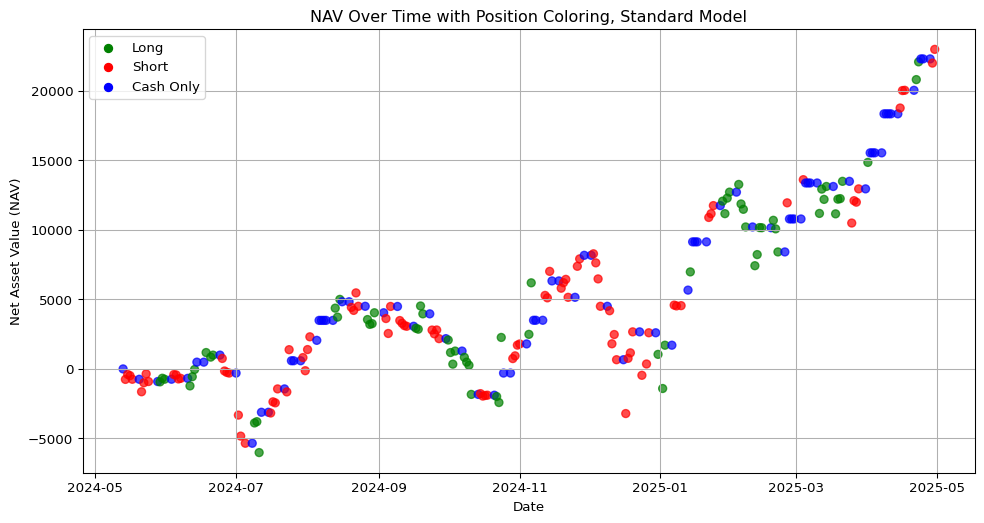 NAV Over Time with Position Coloring, Standard Model
Long
Short
Cash Only
Net Asset Value (NAV)
20000
15000
10000
5000
0
−5000
2024-05
2024-07
2024-09
2024-11
2025-01
2025-03
2025-05
Date